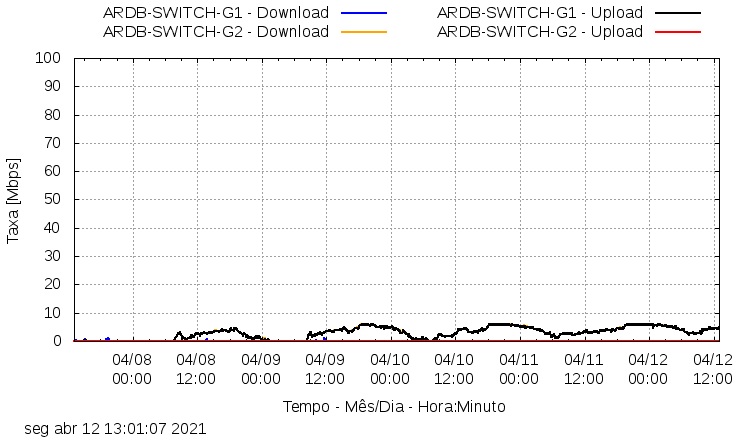 ARDB-SWITCH-G1 - Download ARDB-SWITCH-G1 - Upload
ARDB-SWITCH-G2 - Download ARDB-SWITCH-G2 - Upload
100
90
80
70
60
50
40
30
20
10
0
Taxa [Mbps]
04/08 04/08 04/09 04/09 04/10 04/10 04/11 04/11 04/12 04/12
00:00 12:00 00:00 12:00 00:00 12:00 00:00 12:00 00:00 12:00
Tempo - Mês/Dia - Hora:Minuto
seg abr 12 13:01:07 2021